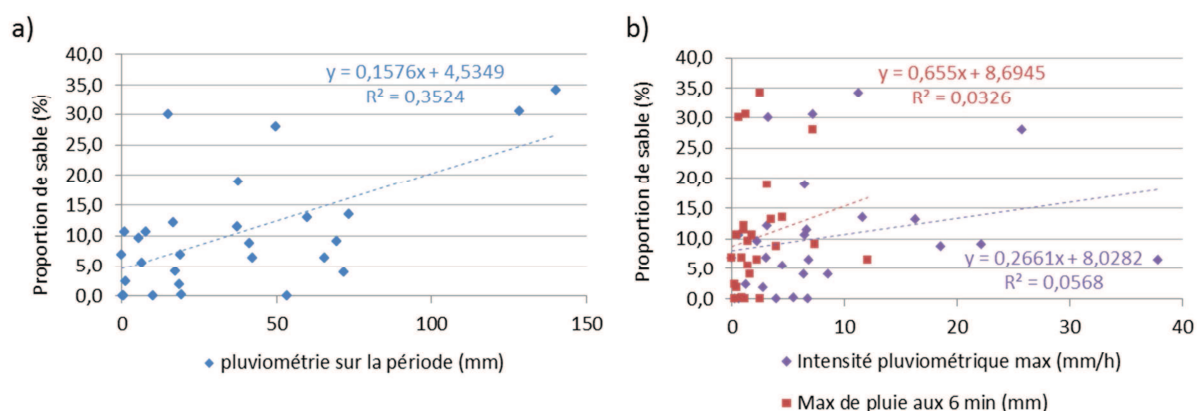 a)
Proportion de sable (%)
40,0
35,0
30,0
25,0
20,0
15,0
10,0
5,0
0,0
y = 0,1576x + 4,5349
R² = 0,3524
0
50
100
150
pluviométrie sur la période (mm)
b)
Proportion de sable (%)
40,0
35,0
30,0
25,0
20,0
15,0
10,0
5,0
0,0
y = 0,655x + 8,6945
R² = 0,0326
y = 0,2661x + 8,0282
R² = 0,0568
0
10
20
30
40
Intensité pluviométrique max (mm/h)
Max de pluie aux 6 min (mm)